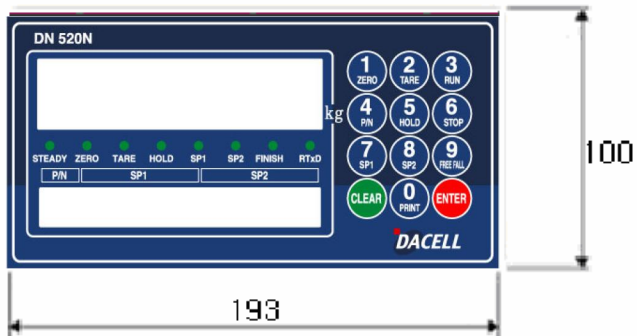 DN 520N
1 2 3
ZERO TARE RUN
kg
4 5 6
P/N HOLD STOP
7 8 9
SP1 SP2 FREE FALL
STEADY ZERO TARE HOLD SP1 SP2 FINISH RTxD
P/N SP1 SP2
CLEAR 0 ENTER
PRINT
DACELL
100
193